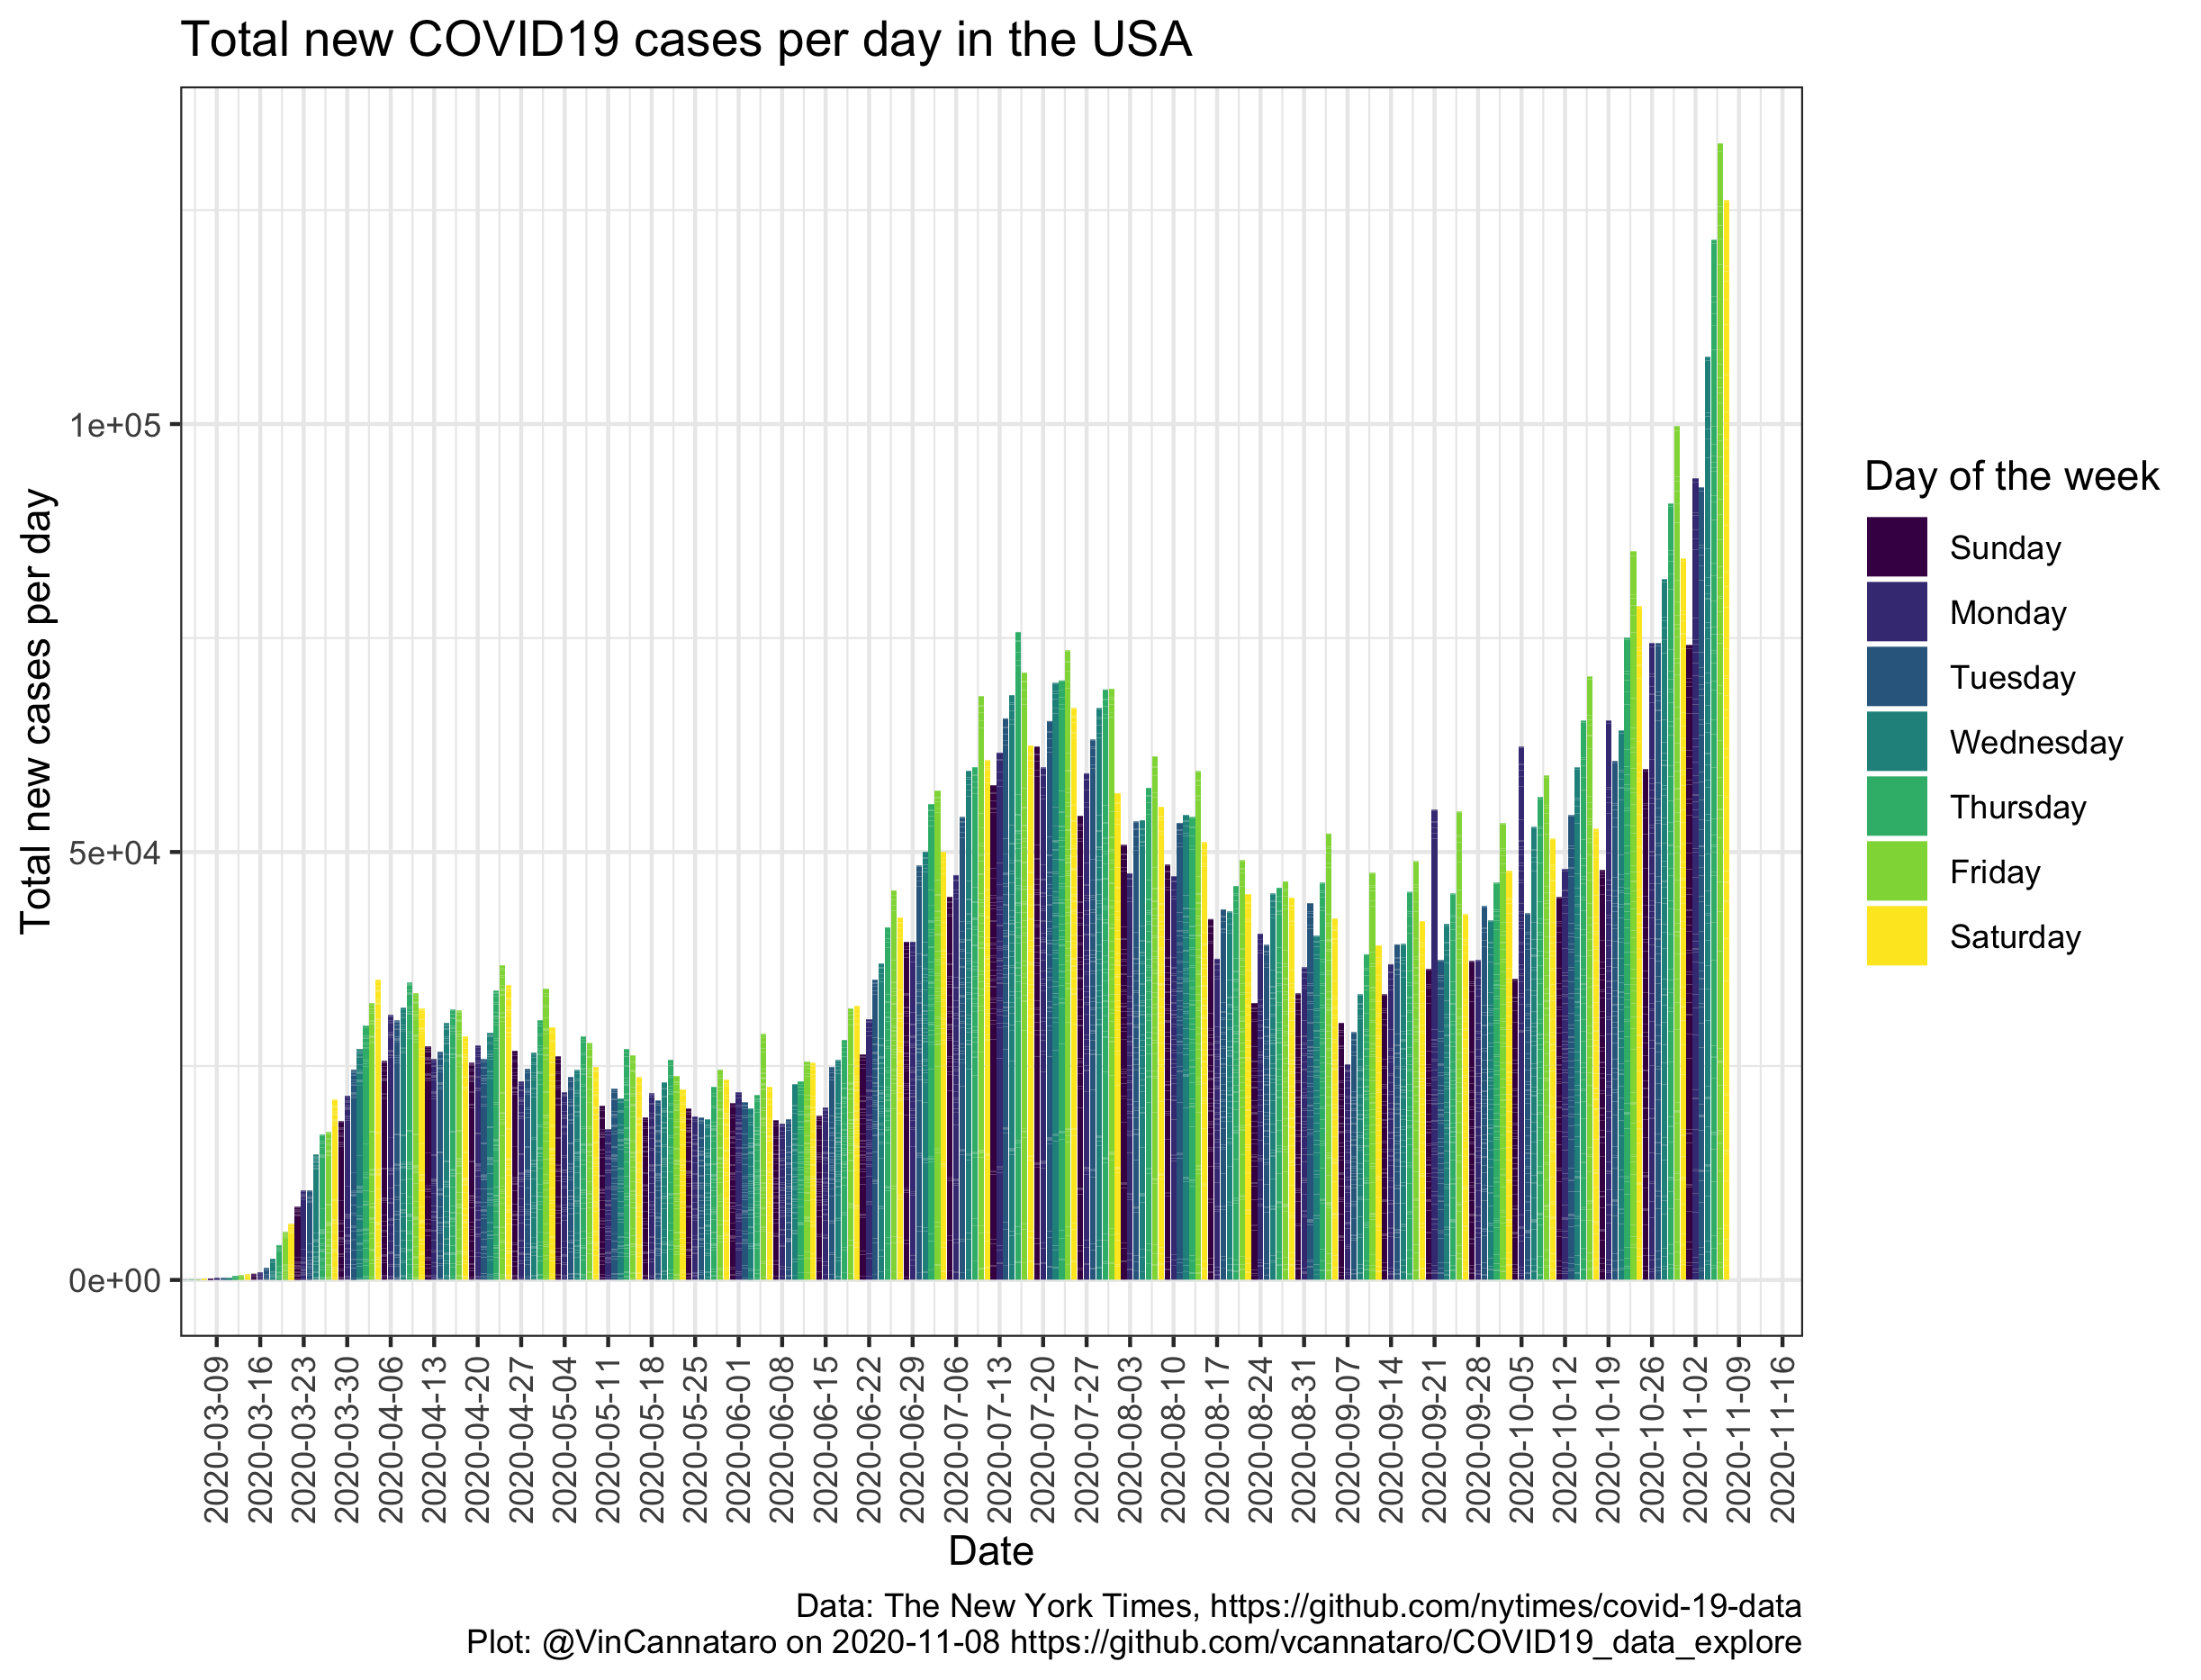 Total new COVID19 cases per day in the USA
Total new cases per day
1e+05
5e+04
0e+00
2020-03-09
2020-03-16
2020-03-23
2020-03-30
2020-04-06
2020-04-13
2020-04-20
2020-04-27
2020-05-04
2020-05-11
2020-05-18
2020-05-25
2020-06-01
2020-06-08
2020-06-15
2020-06-22
2020-06-29
2020-07-06
2020-07-13
2020-07-20
2020-07-27
2020-08-03
2020-08-10
2020-08-17
2020-08-24
2020-08-31
2020-09-07
2020-09-14
2020-09-21
2020-09-28
2020-10-05
2020-10-12
2020-10-19
2020-10-26
2020-11-02
2020-11-09
2020-11-16
Date
Day of the week
Sunday
Monday
Tuesday
Wednesday
Thursday
Friday
Saturday
Data: The New York Times, https://github.com/nytimes/covid-19-data
Plot: @VinCannataro on 2020-11-08 https://github.com/vcannataro/COVID19_data_explore